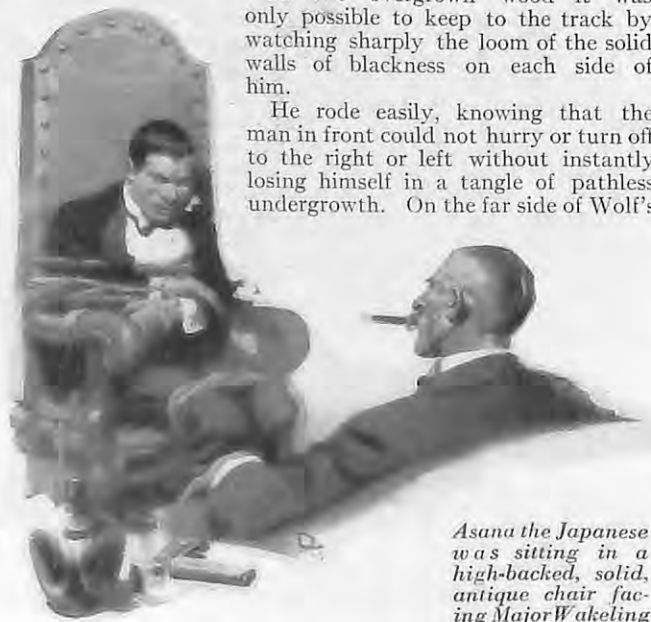 overgrown wood it was
only possible to keep to the track by
watching sharply the loom of the solid
walls of blackness on each side of
him.
He rode easily, knowing that the
man in front could not hurry or turn off
to the right or left without instantly
losing himself in a tangle of pathless
undergrowth. On the far side of Wolf's
Asana the Japanese
was sitting in a
high-backed, solid,
antique chair fac-
ing Major Wakeling